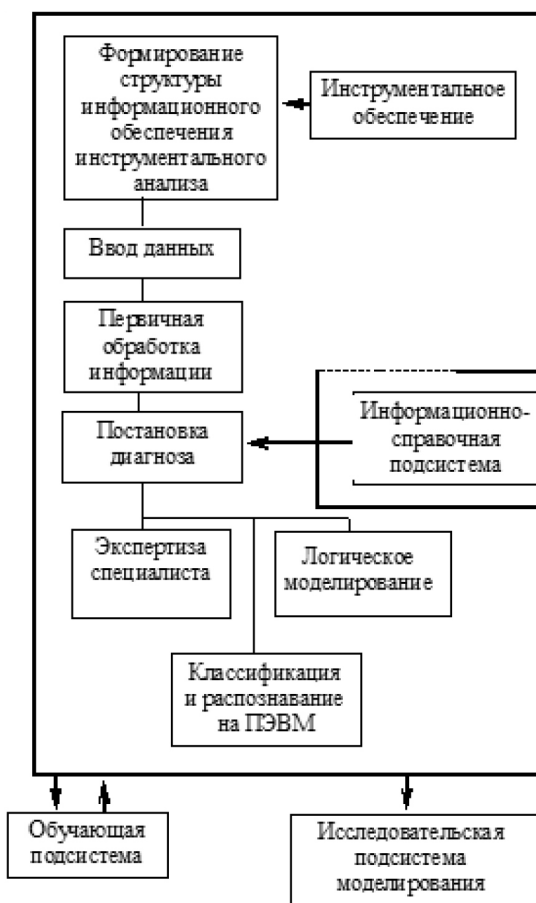 Формирование
структуры
информационного
обеспечения
инструментального
анализа
Инструментальное
обеспечение
Ввод данных
Первичная
обработка
информации
Постановка
диагноза
Информационно-
справочная
подсистема
Экспертиза
специалиста
Логическое
моделирование
Классификация
и распознавание
на ПЭВМ
Обучающая
подсистема
Исследовательская
подсистема
моделирования